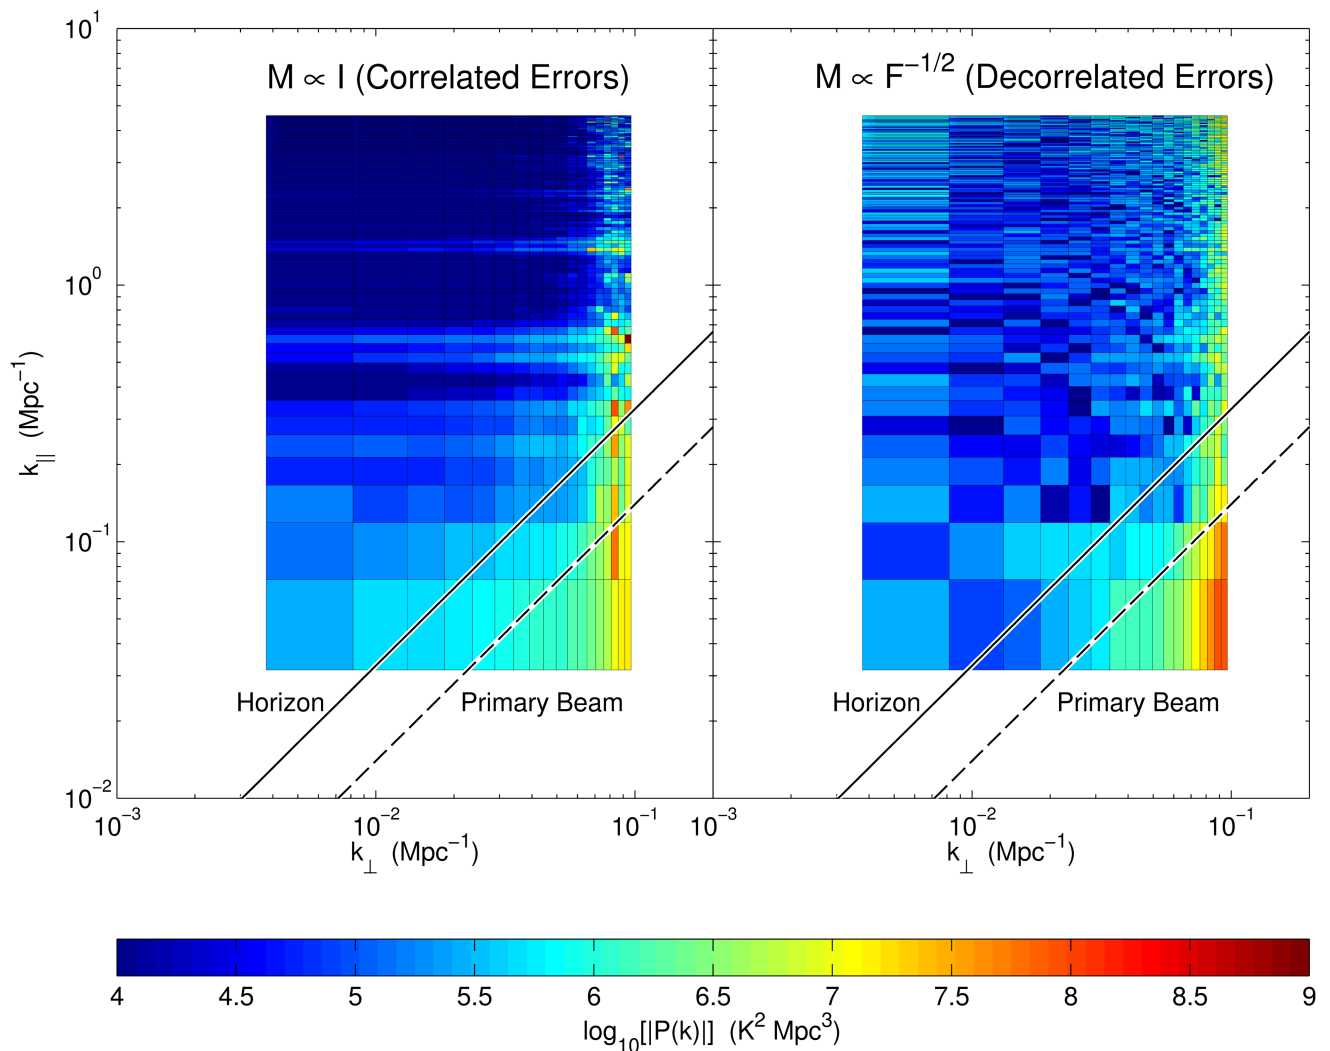 M ∝ I (Correlated Errors)
M ∝ F^−1/2 (Decorrelated Errors)
10^1
10^0
10^−1
10^−2
k_|| (Mpc^−1)
Horizon
Primary Beam
Horizon
Primary Beam
10^−3
10^−2
10^−1
10^−3
10^−2
10^−1
k_⊥ (Mpc^−1)
k_⊥ (Mpc^−1)
4
4.5
5
5.5
6
6.5
7
7.5
8
8.5
9
log_10[|P(k)|] (K^2 Mpc^3)